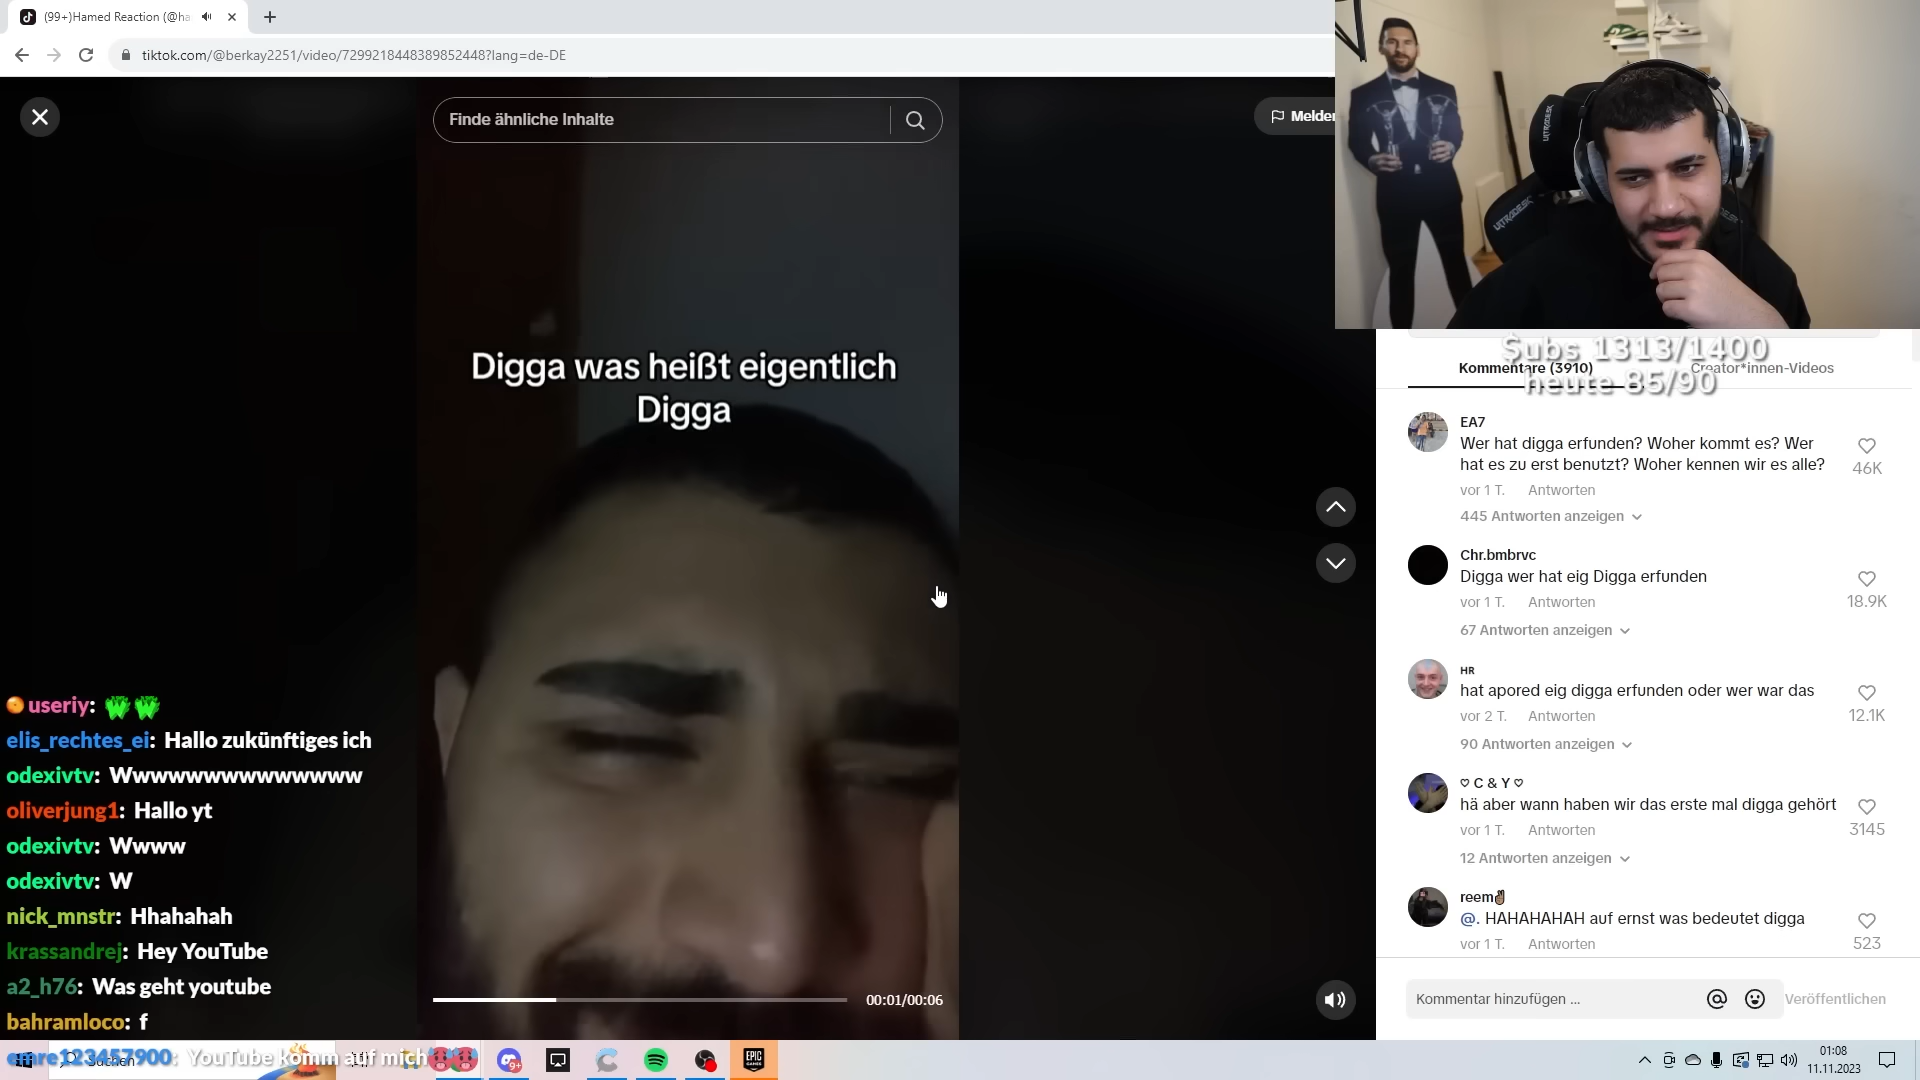 (99+)Hamed Reaction (@ha
tiktok.com/@berkay2251/video/7299218448389852448?lang=de-DE
Finde ähnliche Inhalte
Melden
Digga was heißt eigentlich
Digga
$ubs 1313/1400
heute 85/90
Kommentare (3910)
Creator*innen-Videos
EA7
Wer hat digga erfunden? Woher kommt es? Wer
hat es zu erst benutzt? Woher kennen wir es alle?
46K
vor 1 T. Antworten
445 Antworten anzeigen
Chr.bmbrvc
Digga wer hat eig Digga erfunden
18.9K
vor 1 T. Antworten
67 Antworten anzeigen
HR
hat apored eig digga erfunden oder wer war das
12.1K
vor 2 T. Antworten
90 Antworten anzeigen
♡ C & Y ♡
hä aber wann haben wir das erste mal digga gehört
3145
vor 1 T. Antworten
12 Antworten anzeigen
reem
@. HAHAHAHAH auf ernst was bedeutet digga
523
vor 1 T. Antworten
Kommentar hinzufügen ...
Veröffentlichen
useriy:
elis_rechtes_ei: Hallo zukünftiges ich
odexivtv: Wwwwwwwwwwwwww
oliverjung1: Hallo yt
odexivtv: Wwww
odexivtv: W
nick_mnstr: Hhahahah
krassandrej: Hey YouTube
a2_h76: Was geht youtube
bahramloco: f
emre123457900: YouTube komm auf mich
Suchen
00:01/00:06
9+
EPIC
GAMES
01:08
11.11.2023